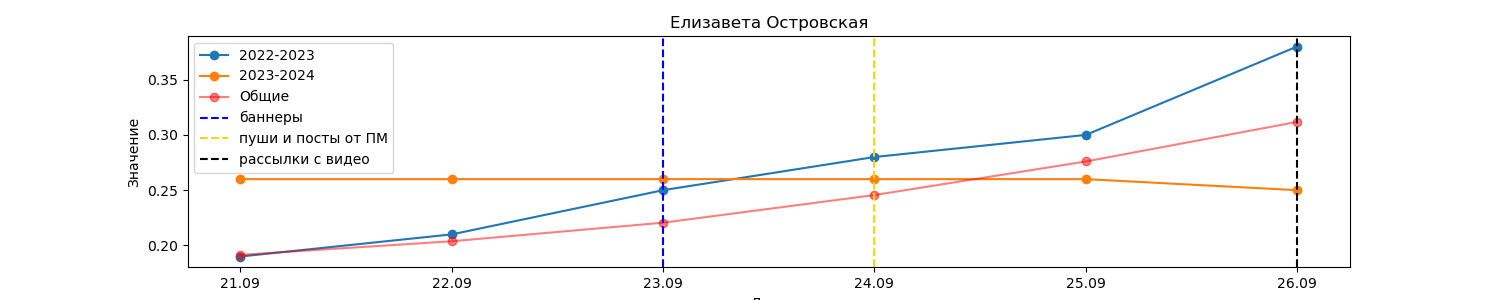 Елизавета Островская
2022-2023
2023-2024
Общие
баннеры
пуши и посты от ПМ
рассылки с видео
Значение
0.35
0.30
0.25
0.20
21.09 22.09 23.09 24.09 25.09 26.09